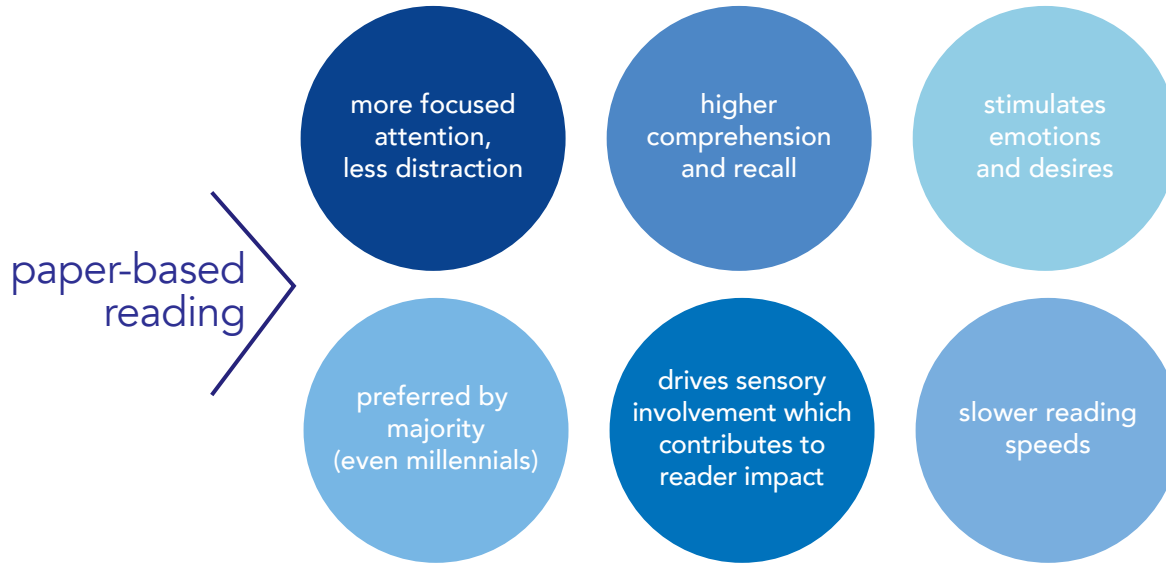 paper-based
reading
more focused
attention,
less distraction
higher
comprehension
and recall
stimulates
emotions
and desires
preferred by
majority
(even millennials)
drives sensory
involvement which
contributes to
reader impact
slower reading
speeds